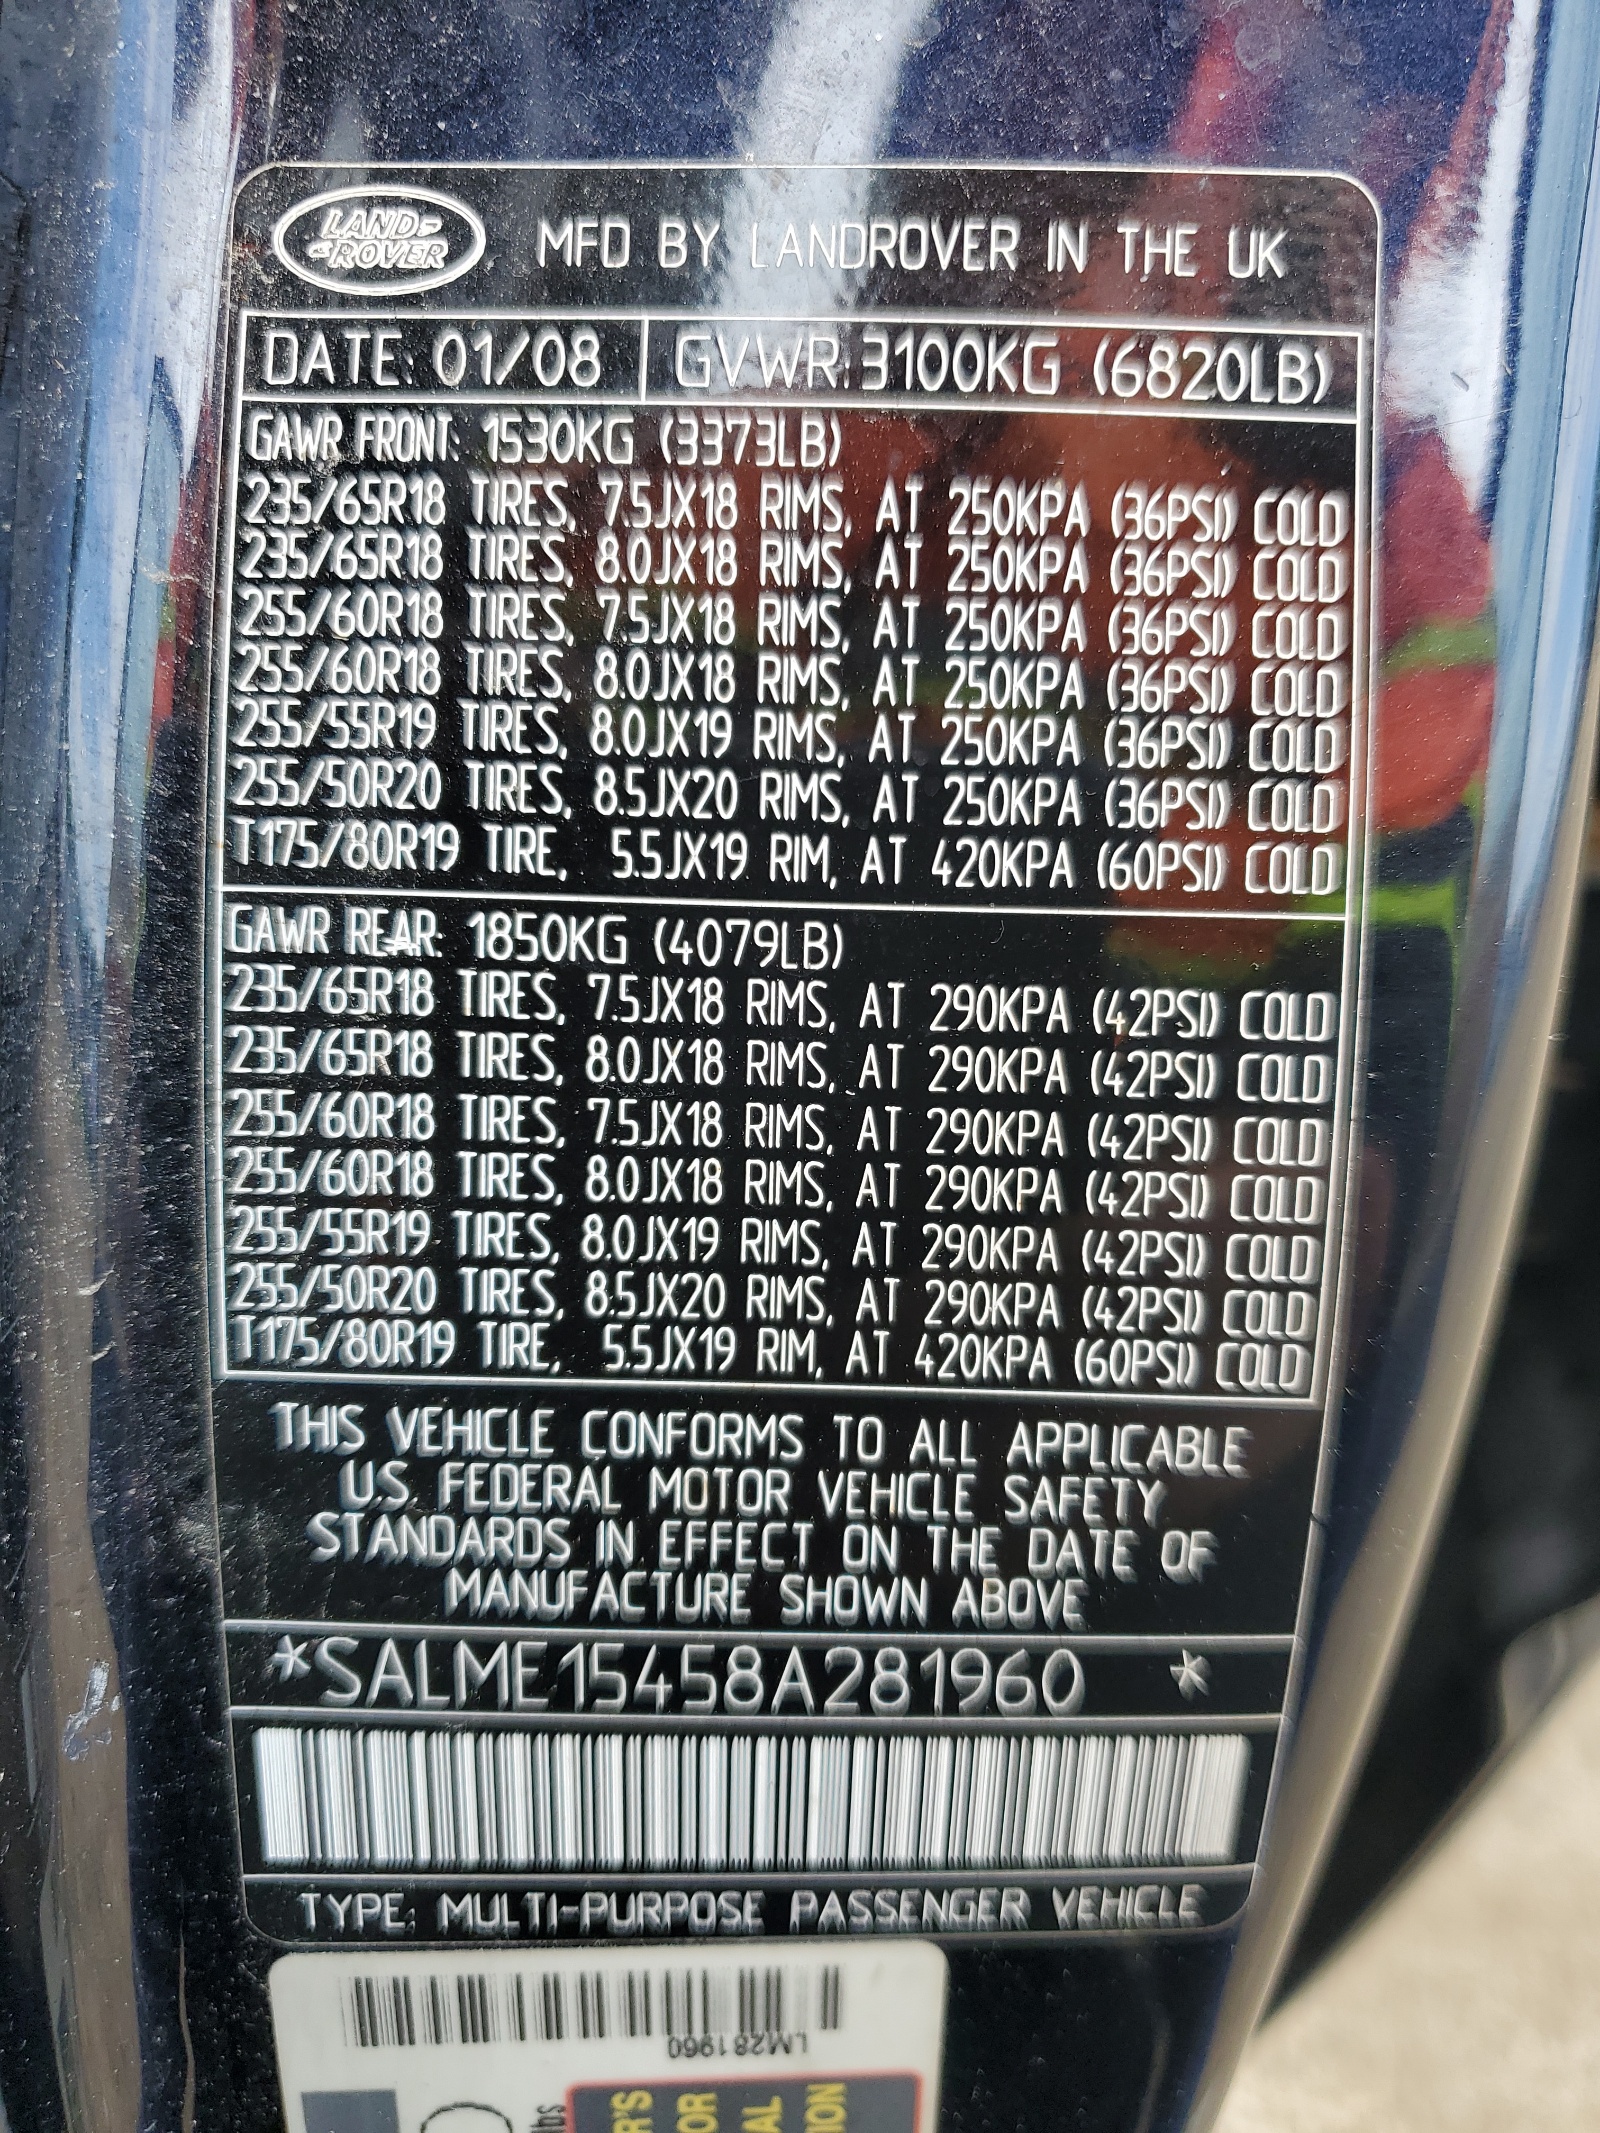 LAND-
-ROVER
MFD BY LANDROVER IN THE UK
DATE: 01/08 GVWR:3100KG (6820LB)
GAWR FRONT: 1530KG (3373LB)
235/65R18 TIRES, 7.5JX18 RIMS, AT 250KPA (36PSI) COLD
235/65R18 TIRES, 8.0JX18 RIMS, AT 250KPA (36PSI) COLD
255/60R18 TIRES, 7.5JX18 RIMS, AT 250KPA (36PSI) COLD
255/60R18 TIRES, 8.0JX18 RIMS, AT 250KPA (36PSI) COLD
255/55R19 TIRES, 8.0JX19 RIMS, AT 250KPA (36PSI) COLD
255/50R20 TIRES, 8.5JX20 RIMS, AT 250KPA (36PSI) COLD
T175/80R19 TIRE, 5.5JX19 RIM, AT 420KPA (60PSI) COLD
GAWR REAR: 1850KG (4079LB)
235/65R18 TIRES, 7.5JX18 RIMS, AT 290KPA (42PSI) COLD
235/65R18 TIRES, 8.0JX18 RIMS, AT 290KPA (42PSI) COLD
255/60R18 TIRES, 7.5JX18 RIMS, AT 290KPA (42PSI) COLD
255/60R18 TIRES, 8.0JX18 RIMS, AT 290KPA (42PSI) COLD
255/55R19 TIRES, 8.0JX19 RIMS, AT 290KPA (42PSI) COLD
255/50R20 TIRES, 8.5JX20 RIMS, AT 290KPA (42PSI) COLD
T175/80R19 TIRE, 5.5JX19 RIM, AT 420KPA (60PSI) COLD
THIS VEHICLE CONFORMS TO ALL APPLICABLE
U.S. FEDERAL MOTOR VEHICLE SAFETY
STANDARDS IN EFFECT ON THE DATE OF
MANUFACTURE SHOWN ABOVE
*SALME15458A281960 *
TYPE: MULTI-PURPOSE PASSENGER VEHICLE
LM281960
lbs
R'S
OR
AL
ION